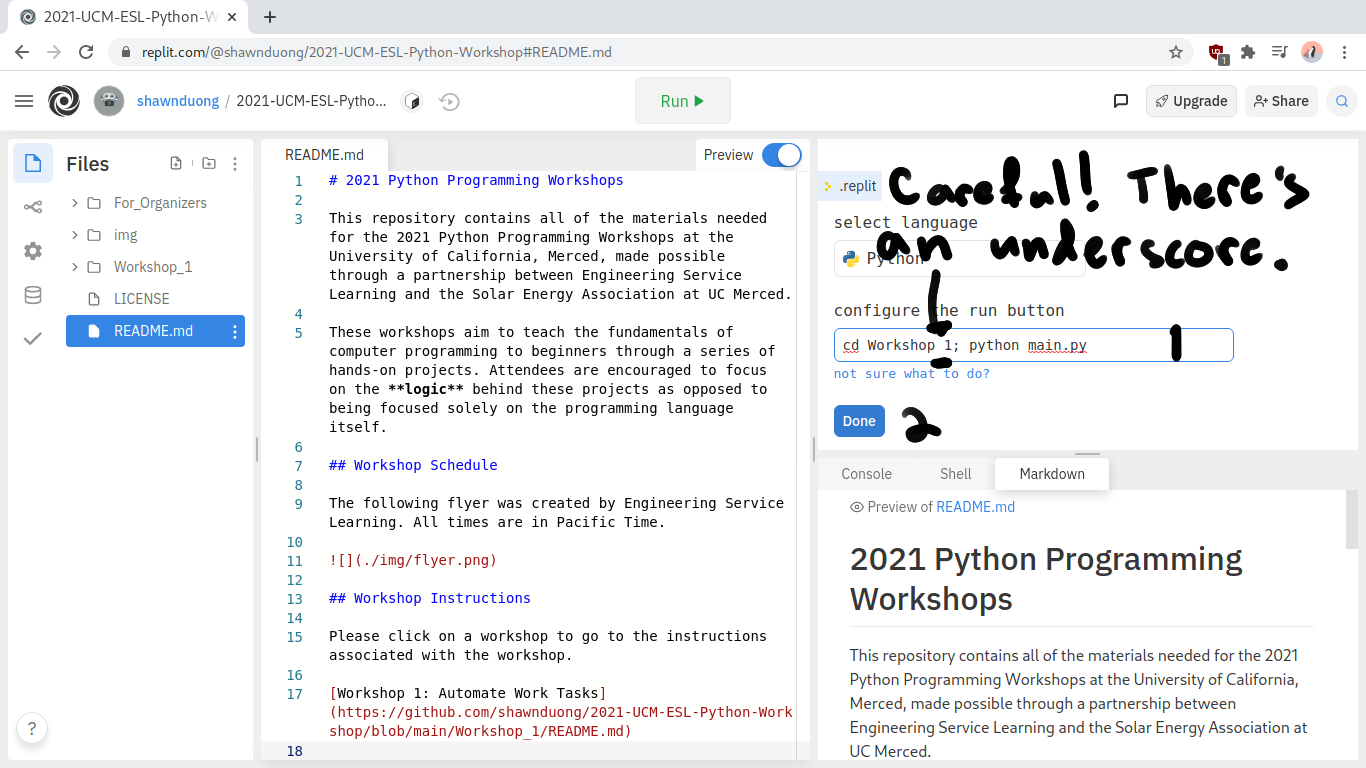 2021-UCM-ESL-Python-W
replit.com/@shawnduong/2021-UCM-ESL-Python-Workshop#README.md
1
shawnduong / 2021-UCM-ESL-Pytho...
Run
Upgrade
Share
Files
For_Organizers
img
Workshop_1
LICENSE
README.md
?
README.md
Preview
1 # 2021 Python Programming Workshops
2
3 This repository contains all of the materials needed
for the 2021 Python Programming Workshops at the
University of California, Merced, made possible
through a partnership between Engineering Service
Learning and the Solar Energy Association at UC Merced.
4
5 These workshops aim to teach the fundamentals of
computer programming to beginners through a series of
hands-on projects. Attendees are encouraged to focus
on the **logic** behind these projects as opposed to
being focused solely on the programming language
itself.
6
7 ## Workshop Schedule
8
9 The following flyer was created by Engineering Service
Learning. All times are in Pacific Time.
10
11 ![](./img/flyer.png)
12
13 ## Workshop Instructions
14
15 Please click on a workshop to go to the instructions
associated with the workshop.
16
17 [Workshop 1: Automate Work Tasks]
(https://github.com/shawnduong/2021-UCM-ESL-Python-Work
shop/blob/main/Workshop_1/README.md)
18
.replit
Careful! There's
an underscore.
select language
Python
configure the run button
cd Workshop 1; python main.py
1
not sure what to do?
Done
2
Console
Shell
Markdown
Preview of README.md
2021 Python Programming
Workshops
This repository contains all of the materials needed for the 2021
Python Programming Workshops at the University of California,
Merced, made possible through a partnership between
Engineering Service Learning and the Solar Energy Association at
UC Merced.